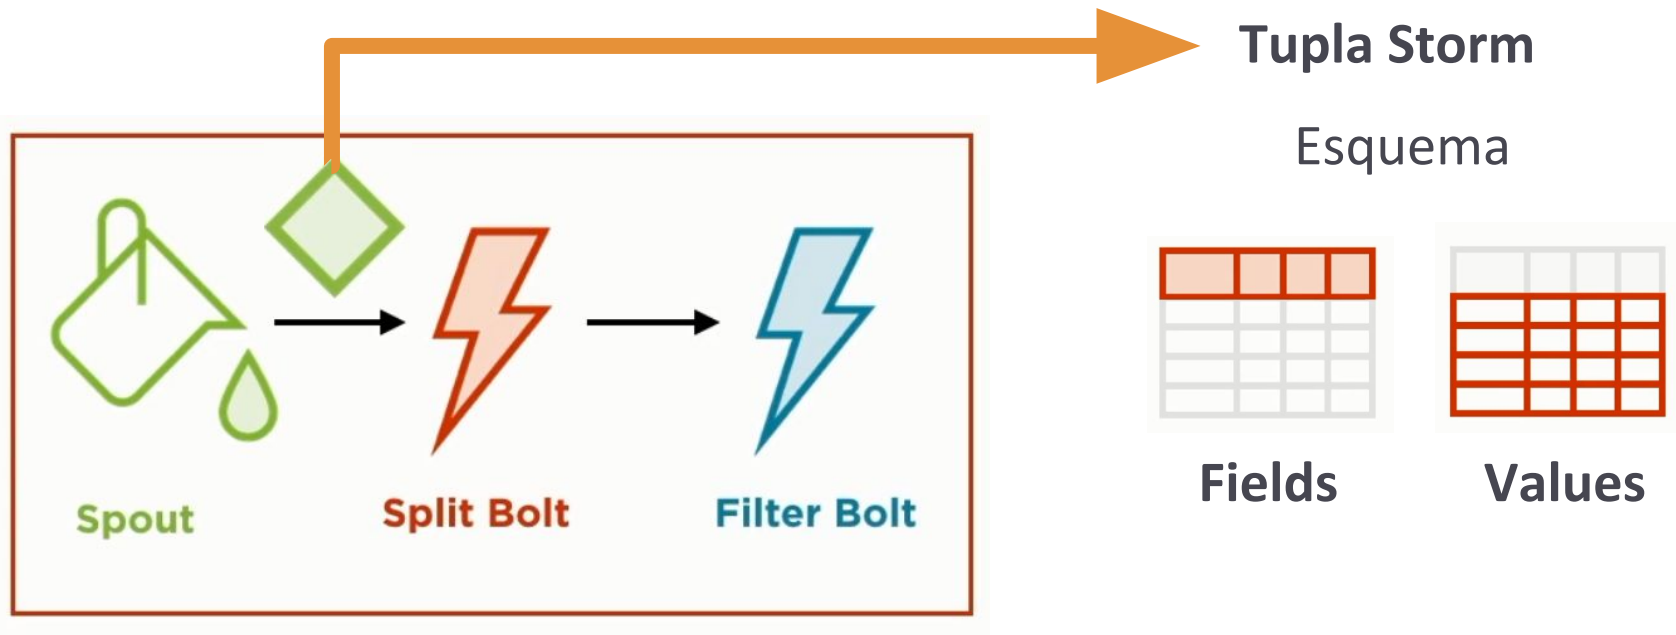 Tupla Storm
Esquema
Spout
Split Bolt
Filter Bolt
Fields
Values